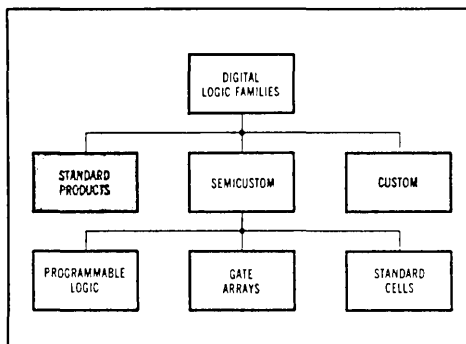 DIGITAL
LOGIC FAMILIES
STANDARD
PRODUCTS
SEMICUSTOM
CUSTOM
PROGRAMMABLE
LOGIC
GATE
ARRAYS
STANDARD
CELLS